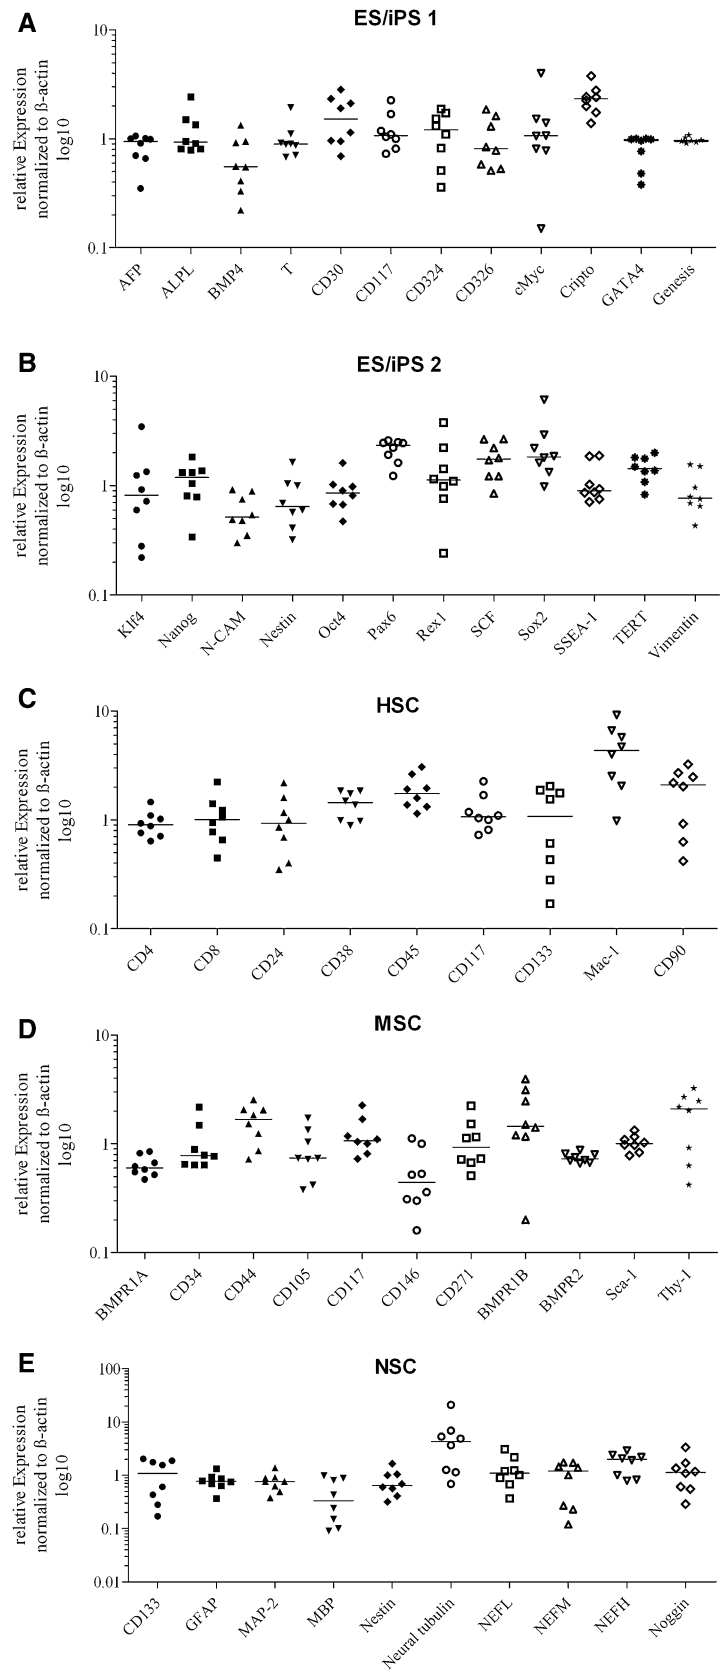 A
ES/iPS 1
relative Expression
normalized to ß-actin
log10
10
1
0.1
AFP
ALPL
BMP4
T
CD30
CD117
CD324
CD326
cMyc
Cripto
GATA4
Genesis
B
ES/iPS 2
relative Expression
normalized to ß-actin
log10
10
1
0.1
Klf4
Nanog
N-CAM
Nestin
Oct4
Pax6
Rex1
SCF
Sox2
SSEA-1
TERT
Vimentin
C
HSC
relative Expression
normalized to ß-actin
log10
10
1
0.1
CD4
CD8
CD24
CD38
CD45
CD117
CD133
Mac-1
CD90
D
MSC
relative Expression
normalized to ß-actin
log10
10
1
0.1
BMPR1A
CD34
CD44
CD105
CD117
CD146
CD271
BMPR1B
BMPR2
Sca-1
Thy-1
E
NSC
relative Expression
normalized to ß-actin
log10
100
10
1
0.1
0.01
CD133
GFAP
MAP-2
MBP
Nestin
Neural tubulin
NEFL
NEFM
NEFH
Noggin